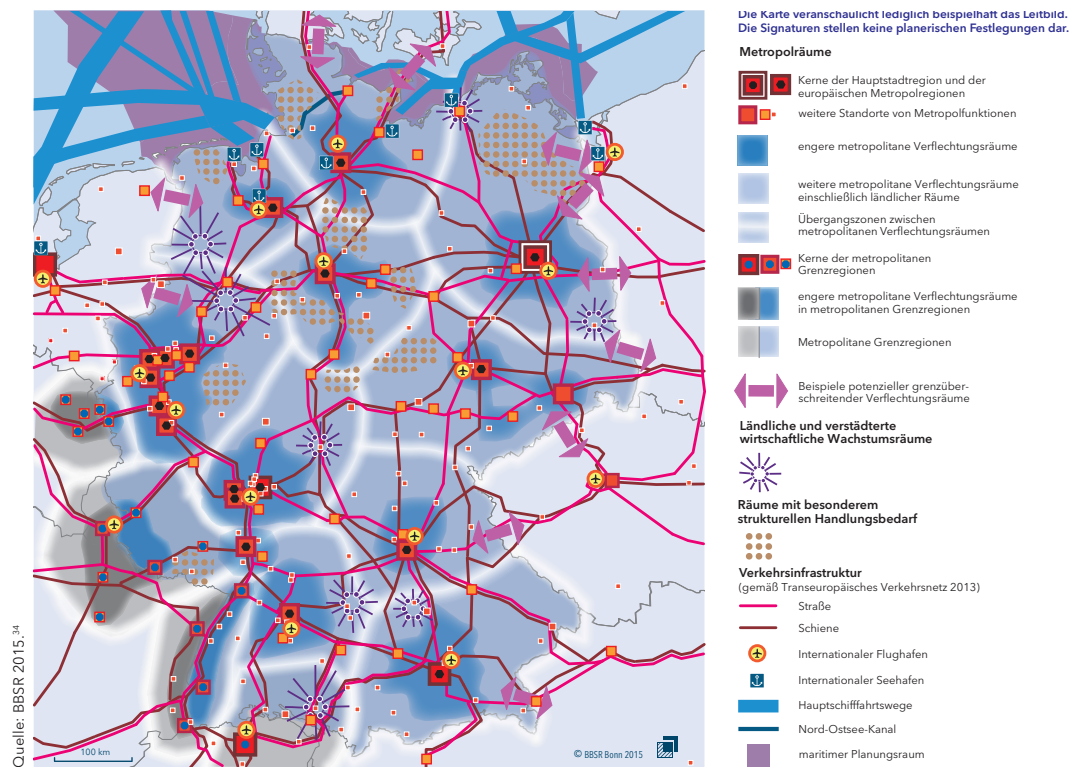 Die Karte veranschaulicht lediglich beispielhaft das Leitbild.
Die Signaturen stellen keine planerischen Festlegungen dar.
Metropolräume
Kerne der Hauptstadtregion und der
europäischen Metropolregionen
weitere Standorte von Metropolfunktionen
engere metropolitane Verflechtungsräume
weitere metropolitane Verflechtungsräume
einschließlich ländlicher Räume
Übergangszonen zwischen
metropolitanen Verflechtungsräumen
Kerne der metropolitanen
Grenzregionen
engere metropolitane Verflechtungsräume
in metropolitanen Grenzregionen
Metropolitane Grenzregionen
Beispiele potenzieller grenzüber-
schreitender Verflechtungsräume
Ländliche und verstädterte
wirtschaftliche Wachstumsräume
Räume mit besonderem
strukturellen Handlungsbedarf
Verkehrsinfrastruktur
(gemäß Transeuropäisches Verkehrsnetz 2013)
Straße
Schiene
Internationaler Flughafen
Internationaler Seehafen
Hauptschifffahrtswege
Nord-Ostsee-Kanal
maritimer Planungsraum
100 km
© BBSR Bonn 2015
Quelle: BBSR 2015.34